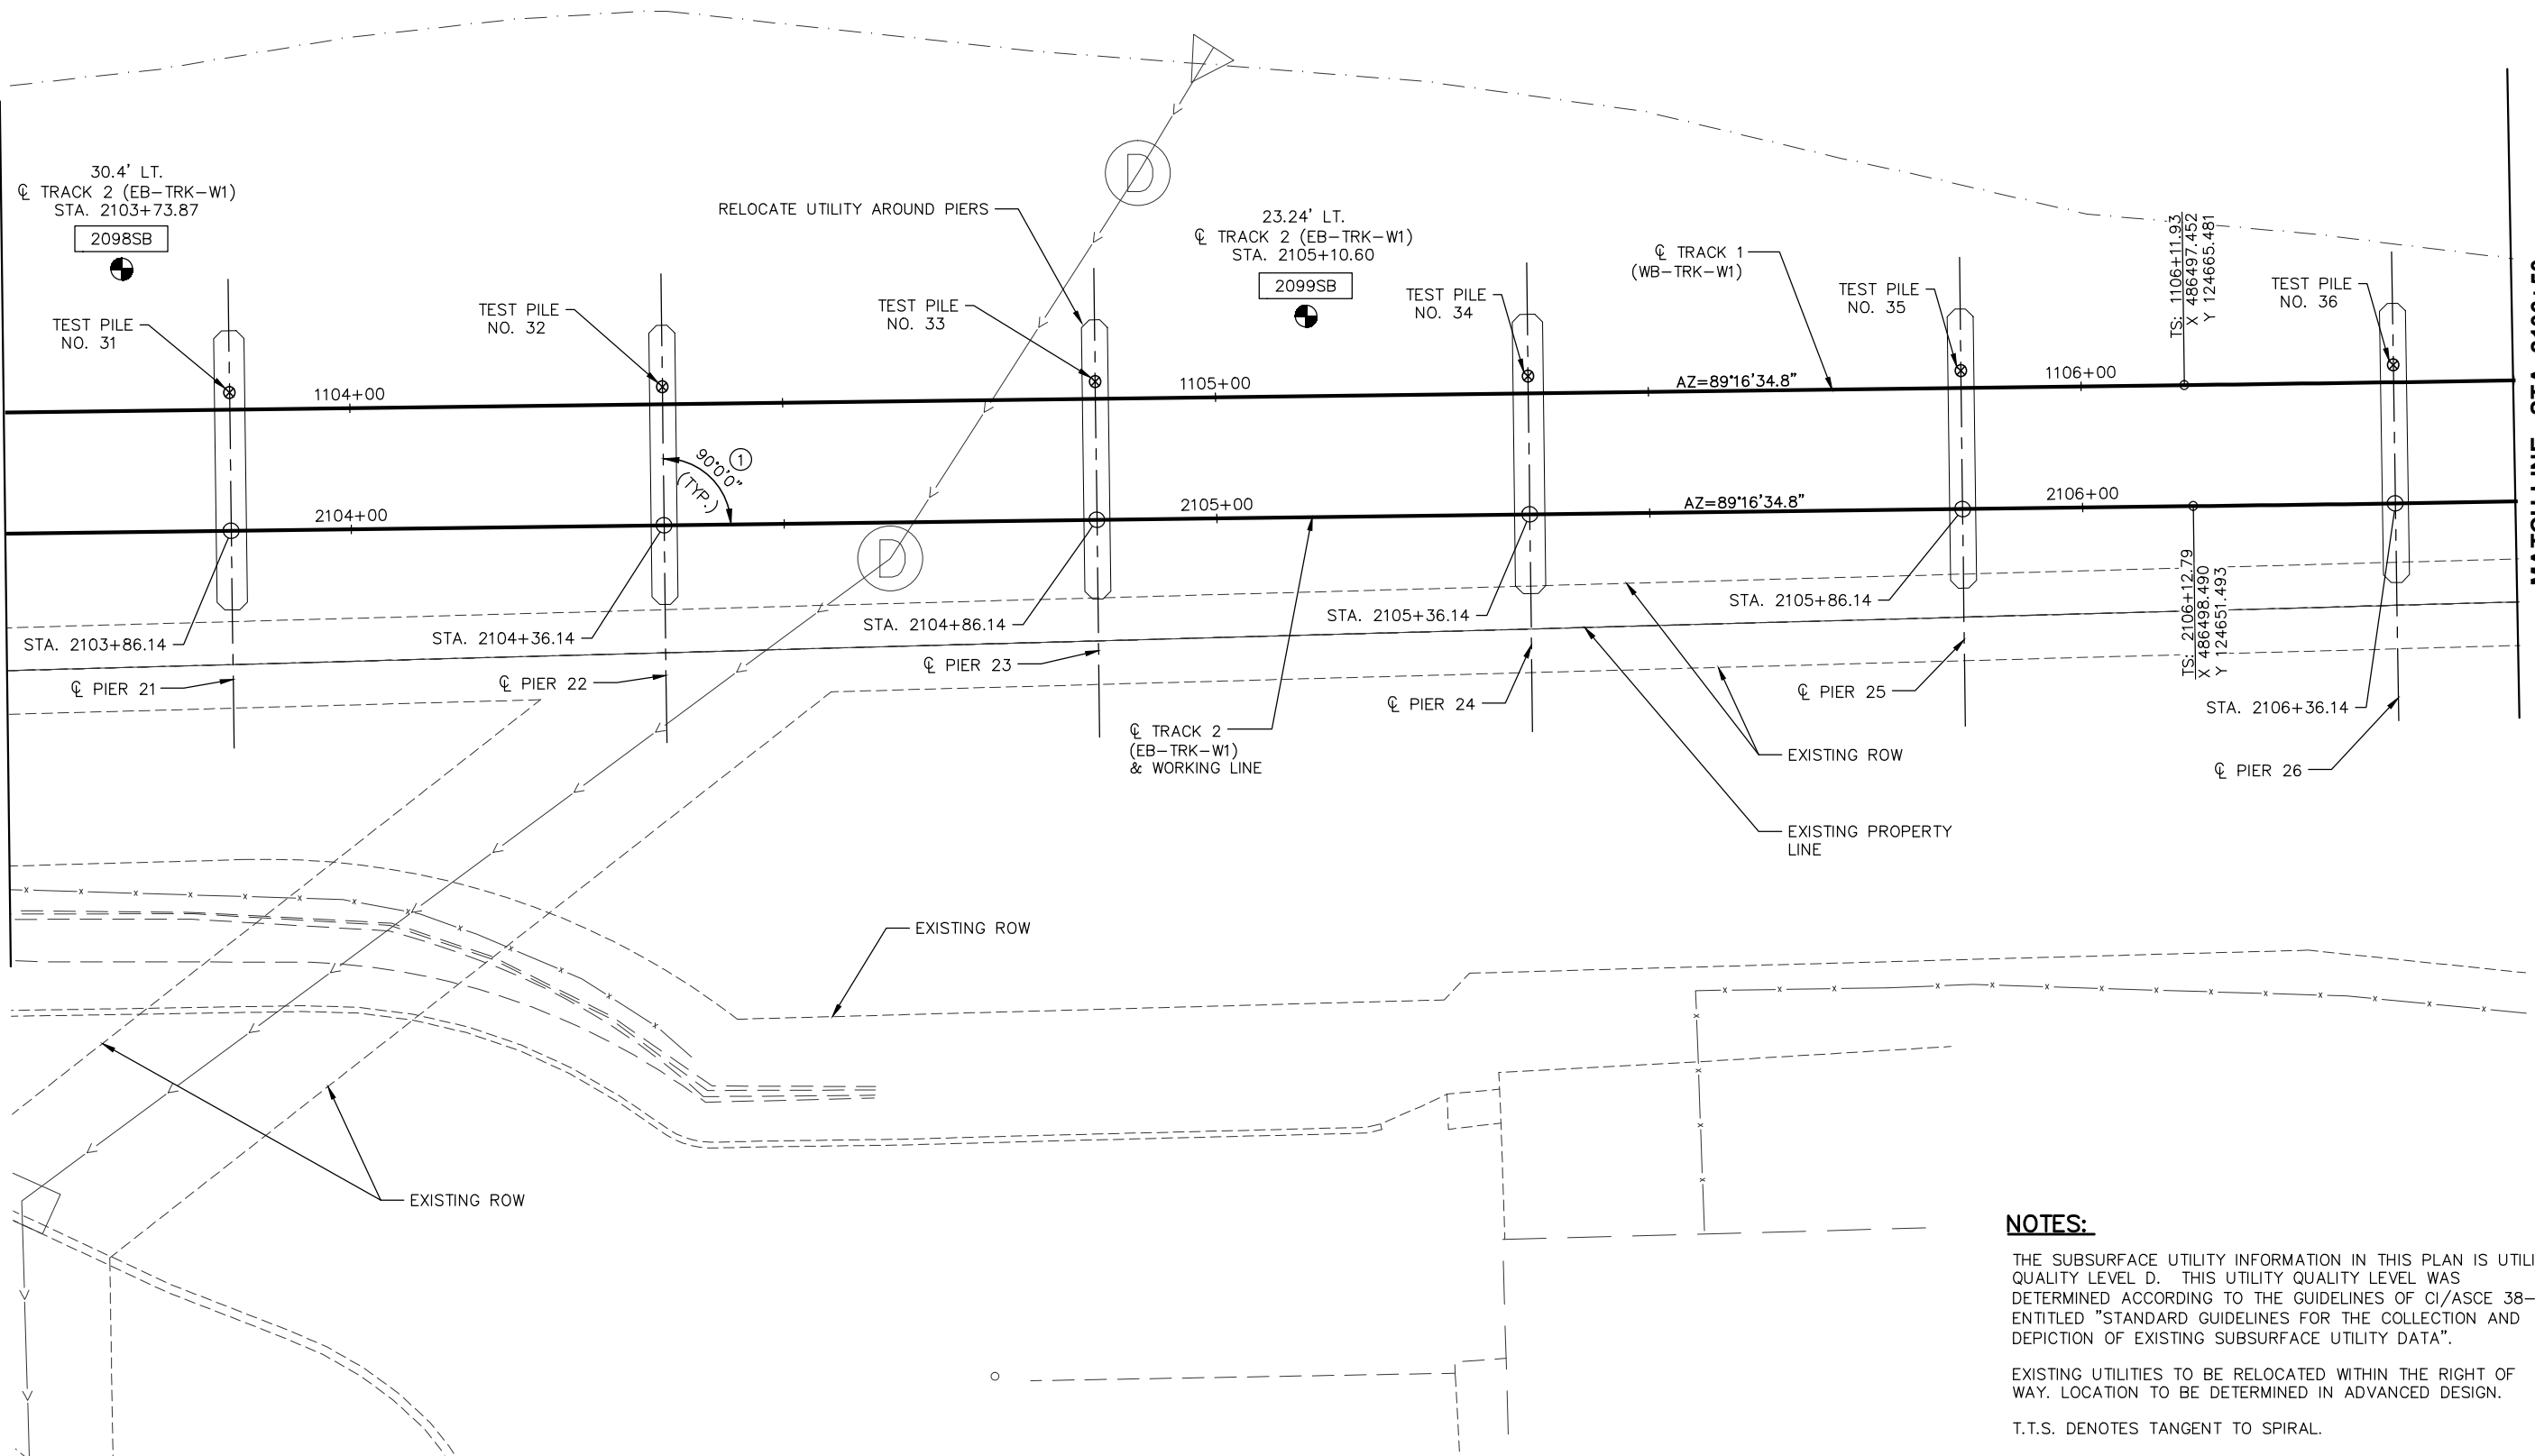 30.4' LT.
℄ TRACK 2 (EB-TRK-W1)
STA. 2103+73.87
2098SB
TEST PILE
NO. 31
TEST PILE
NO. 32
RELOCATE UTILITY AROUND PIERS
D
TEST PILE
NO. 33
23.24' LT.
℄ TRACK 2 (EB-TRK-W1)
STA. 2105+10.60
2099SB
TEST PILE
NO. 34
℄ TRACK 1
(WB-TRK-W1)
TEST PILE
NO. 35
TS: 1106+11.93
X 486497.452
Y 124665.481
TEST PILE
NO. 36
1104+00
1105+00
AZ=89°16'34.8"
1106+00
90°0'0"
(TYP.)
1
2104+00
2105+00
AZ=89°16'34.8"
2106+00
D
STA. 2103+86.14
STA. 2104+36.14
STA. 2104+86.14
STA. 2105+36.14
STA. 2105+86.14
TS: 2106+12.79
X 486498.490
Y 124651.493
STA. 2106+36.14
℄ PIER 21
℄ PIER 22
℄ PIER 23
℄ PIER 24
℄ PIER 25
℄ PIER 26
℄ TRACK 2
(EB-TRK-W1)
& WORKING LINE
EXISTING ROW
EXISTING PROPERTY
LINE
EXISTING ROW
EXISTING ROW
NOTES:
THE SUBSURFACE UTILITY INFORMATION IN THIS PLAN IS UTILI
QUALITY LEVEL D. THIS UTILITY QUALITY LEVEL WAS
DETERMINED ACCORDING TO THE GUIDELINES OF CI/ASCE 38-
ENTITLED "STANDARD GUIDELINES FOR THE COLLECTION AND
DEPICTION OF EXISTING SUBSURFACE UTILITY DATA".
EXISTING UTILITIES TO BE RELOCATED WITHIN THE RIGHT OF
WAY. LOCATION TO BE DETERMINED IN ADVANCED DESIGN.
T.T.S. DENOTES TANGENT TO SPIRAL.